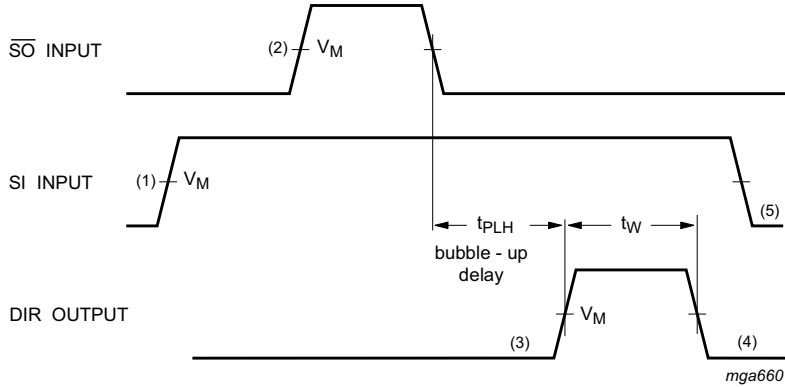 (2) V_M
S̅O̅ INPUT
SI INPUT
(1) V_M
(5)
t_PLH t_W
bubble - up
delay
DIR OUTPUT
V_M
(3) (4)
mga660